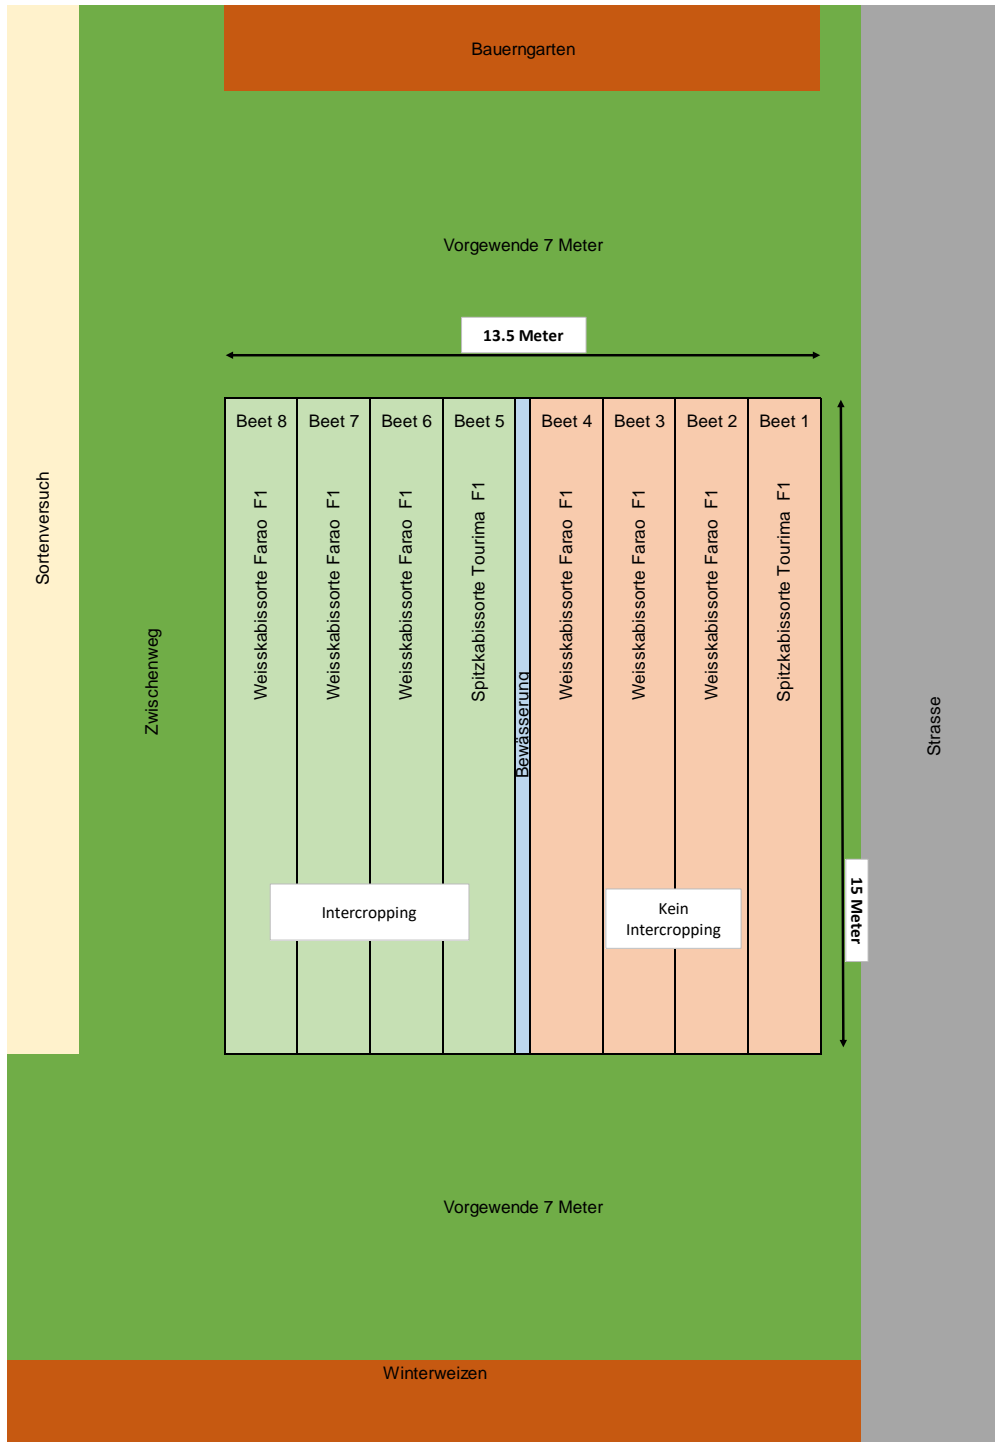 Bauerngarten
Vorgewende 7 Meter
13.5 Meter
Beet 8
Beet 7
Beet 6
Beet 5
Beet 4
Beet 3
Beet 2
Beet 1
Sortenversuch
Zwischenweg
Weisskabissorte Farao F1
Weisskabissorte Farao F1
Weisskabissorte Farao F1
Spitzkabissorte Tourima F1
Bewässerung
Weisskabissorte Farao F1
Weisskabissorte Farao F1
Weisskabissorte Farao F1
Spitzkabissorte Tourima F1
Strasse
15 Meter
Intercropping
Kein
Intercropping
Vorgewende 7 Meter
Winterweizen